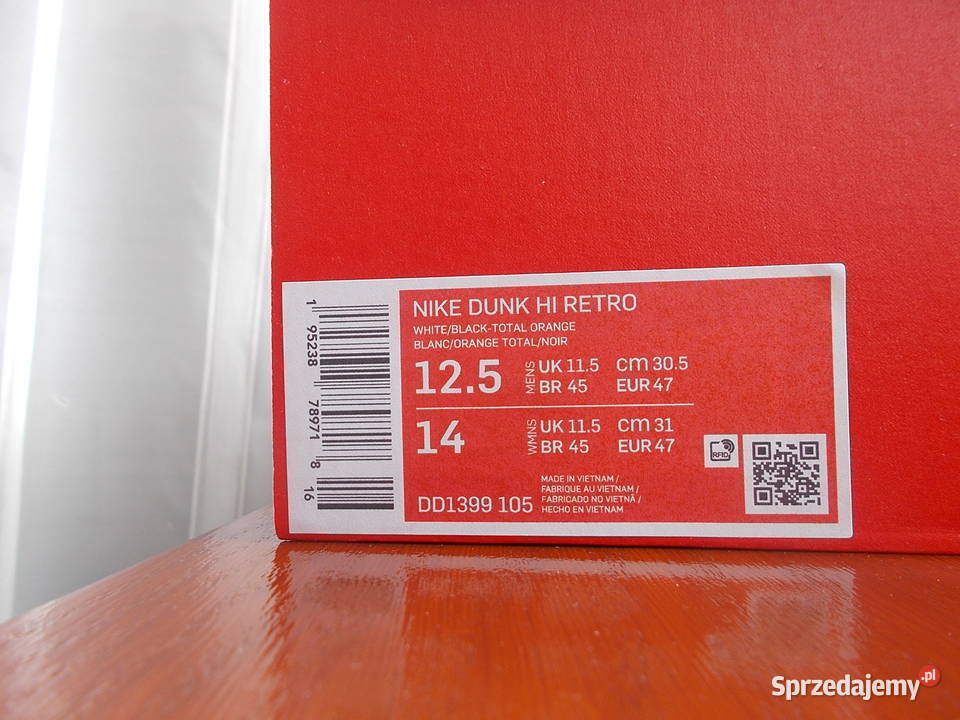 1 95238 78971 8 16
NIKE DUNK HI RETRO
WHITE/BLACK-TOTAL ORANGE
BLANC/ORANGE TOTAL/NOIR
12.5 MENS UK 11.5 cm 30.5
BR 45 EUR 47
14 WMNS UK 11.5 cm 31
BR 45 EUR 47
RFID
DD1399 105
MADE IN VIETNAM /
FABRIQUE AU VIETNAM /
FABRICADO NO VIETNÃ /
HECHO EN VIETNAM
Sprzedajemy.pl